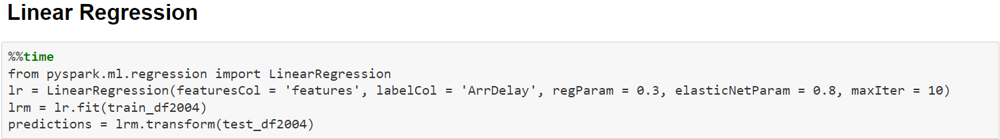 Linear Regression
%%time
from pyspark.ml.regression import LinearRegression
lr = LinearRegression(featuresCol = 'features', labelCol = 'ArrDelay', regParam = 0.3, elasticNetParam = 0.8, maxIter = 10)
lrm = lr.fit(train_df2004)
predictions = lrm.transform(test_df2004)